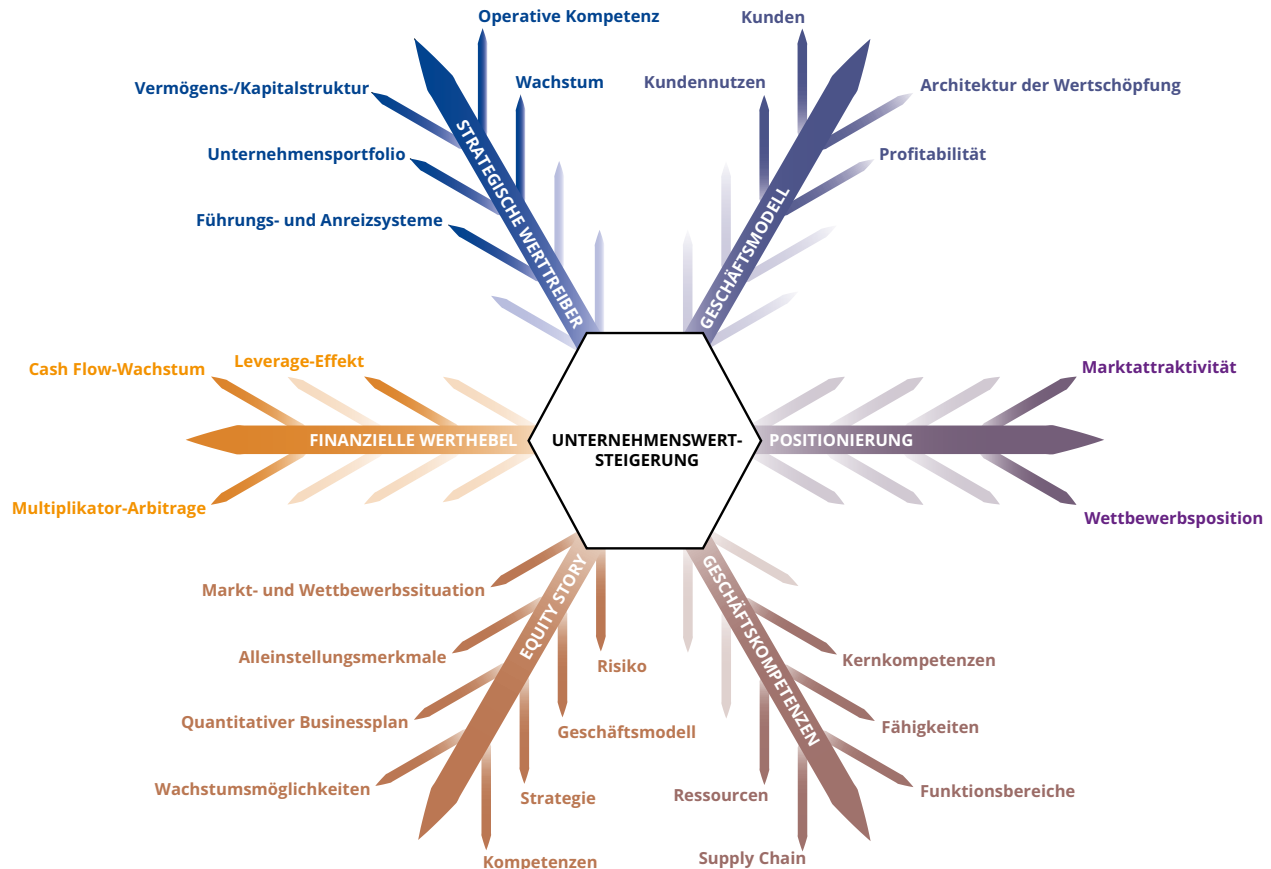 Operative Kompetenz
Wachstum
Vermögens-/Kapitalstruktur
Unternehmensportfolio
Führungs- und Anreizsysteme
STRATEGISCHE WERTTREIBER
Kunden
Kundennutzen
Architektur der Wertschöpfung
Profitabilität
GESCHÄFTSMODELL
Cash Flow-Wachstum
Leverage-Effekt
FINANZIELLE WERTHEBEL
Multiplikator-Arbitrage
UNTERNEHMENSWERT-
STEIGERUNG
POSITIONIERUNG
Marktattraktivität
Wettbewerbsposition
EQUITY STORY
Markt- und Wettbewerbssituation
Alleinstellungsmerkmale
Quantitativer Businessplan
Wachstumsmöglichkeiten
Risiko
Geschäftsmodell
Strategie
Kompetenzen
GESCHÄFTSKOMPETENZEN
Kernkompetenzen
Fähigkeiten
Funktionsbereiche
Ressourcen
Supply Chain